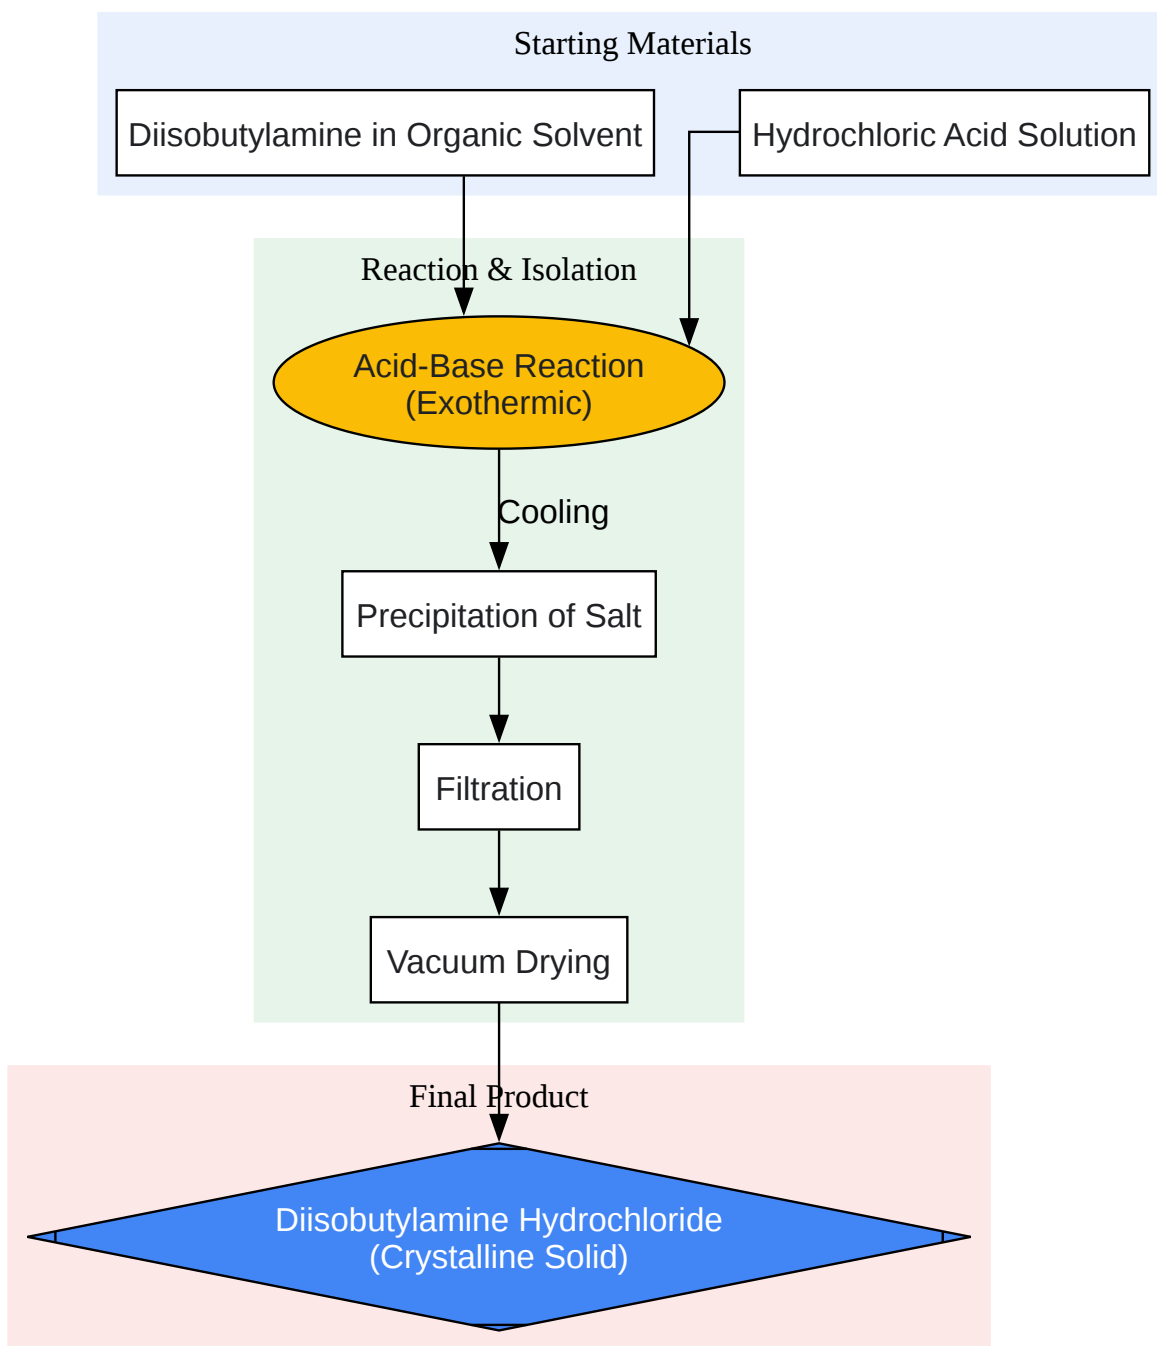 Starting Materials
Diisobutylamine in Organic Solvent
Hydrochloric Acid Solution
Reaction & Isolation
Acid-Base Reaction
(Exothermic)
Cooling
Precipitation of Salt
Filtration
Vacuum Drying
Final Product
Diisobutylamine Hydrochloride
(Crystalline Solid)